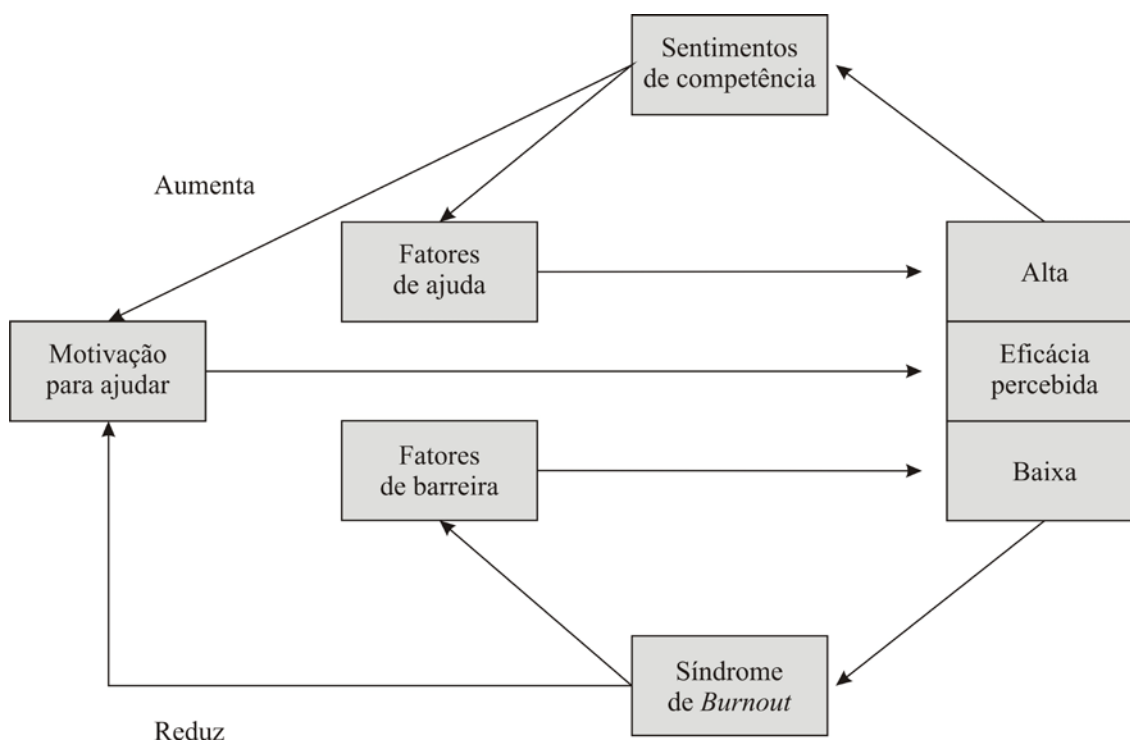 Sentimentos
de competência
Aumenta
Fatores
de ajuda
Alta
Motivação
para ajudar
Eficácia
percebida
Fatores
de barreira
Baixa
Síndrome
de Burnout
Reduz